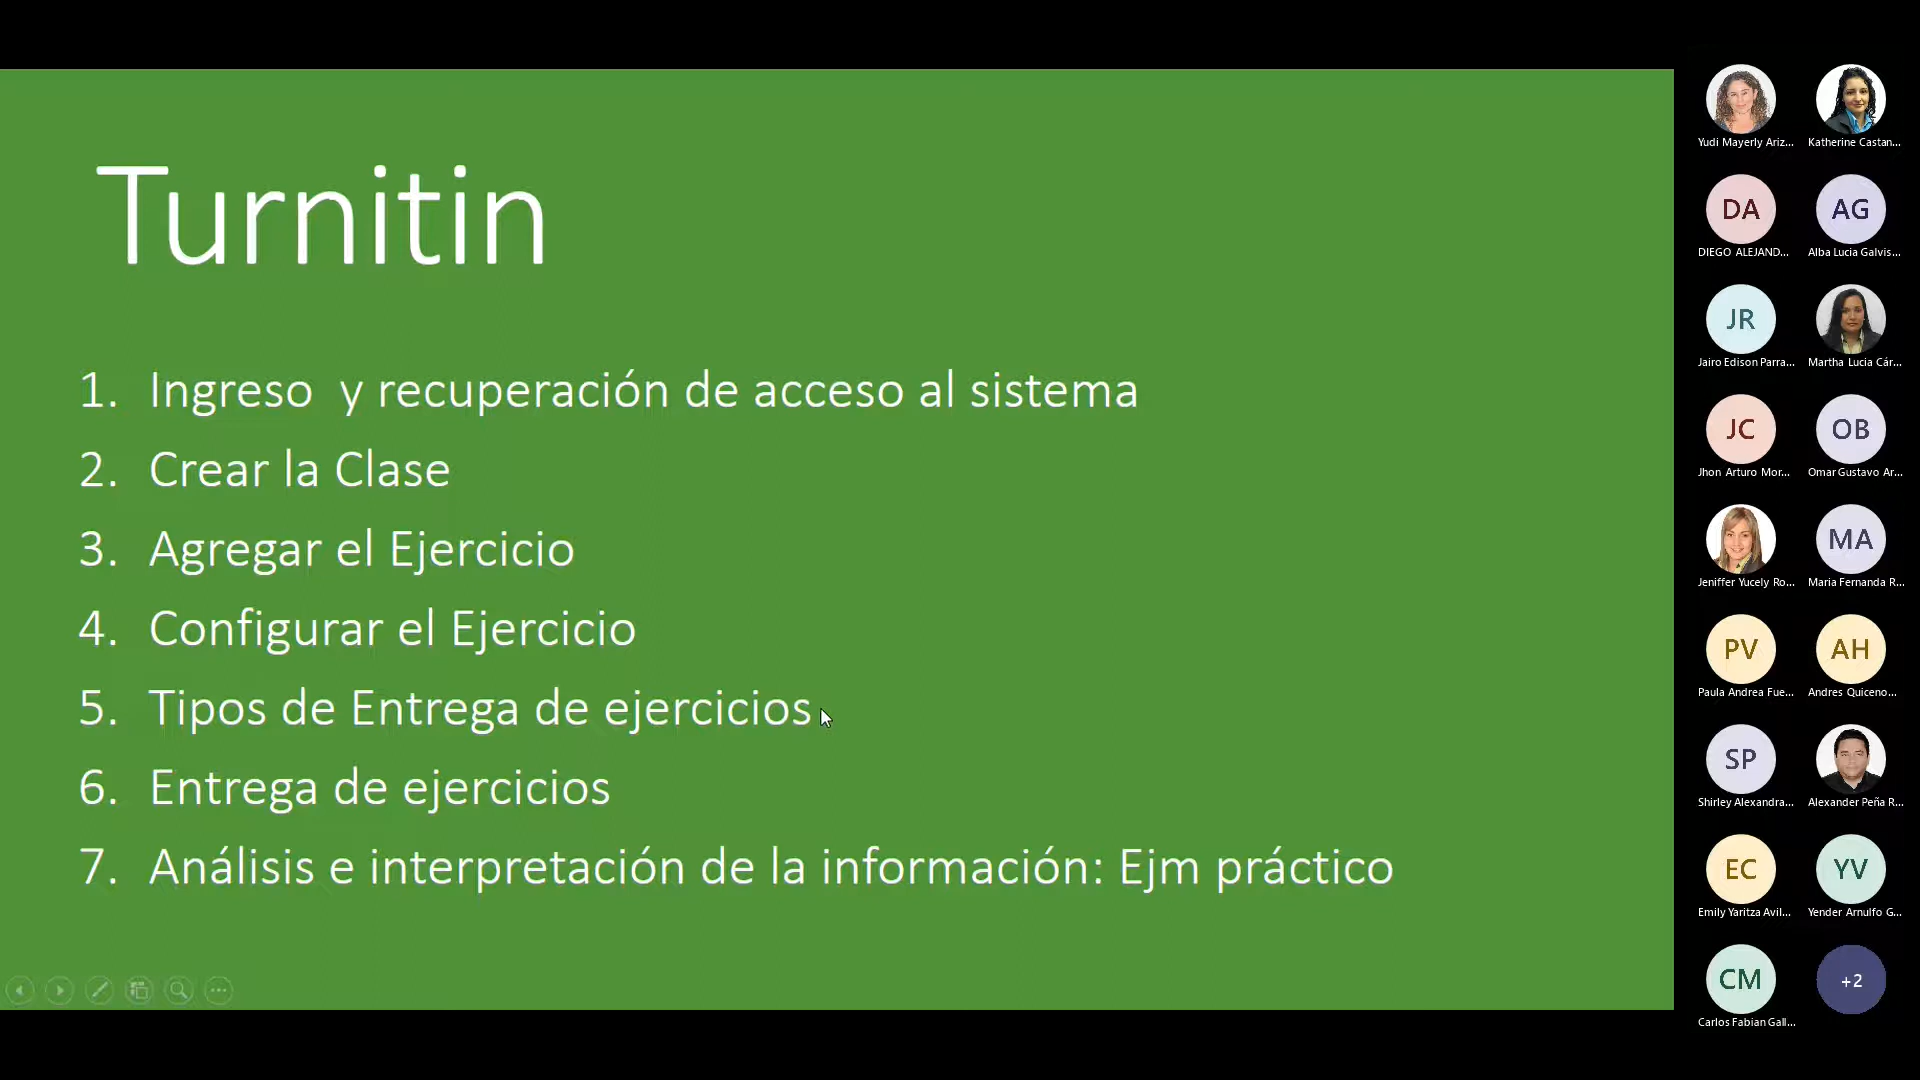 Turnitin
1. Ingreso y recuperación de acceso al sistema
2. Crear la Clase
3. Agregar el Ejercicio
4. Configurar el Ejercicio
5. Tipos de Entrega de ejercicios
6. Entrega de ejercicios
7. Análisis e interpretación de la información: Ejm práctico
Yudi Mayerly Ariz... Katherine Castan...
DA AG
DIEGO ALEJAND... Alba Lucia Galvis...
JR
Jairo Edison Parra... Martha Lucia Cár...
JC OB
Jhon Arturo Mor... Omar Gustavo Ar...
MA
Jeniffer Yucely Ro... Maria Fernanda R...
PV AH
Paula Andrea Fue... Andres Quiceno...
SP
Shirley Alexandra... Alexander Peña R...
EC YV
Emily Yaritza Avil... Yender Arnulfo G...
CM +2
Carlos Fabian Gall...